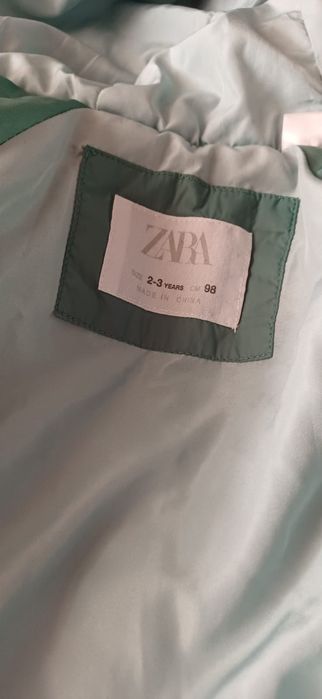 ZARA
SIZE 2-3 YEARS CM 98
MADE IN CHINA